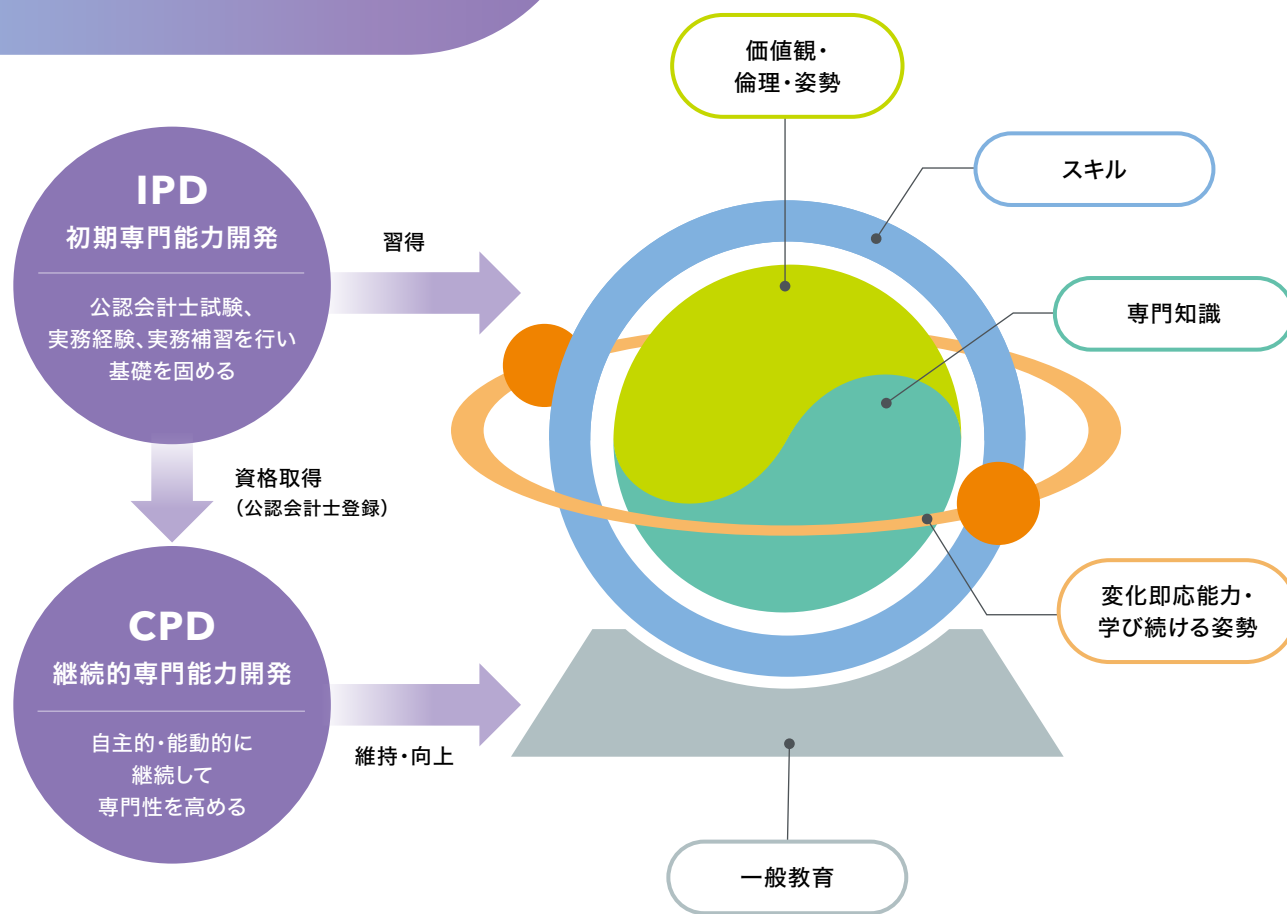 価値観・
倫理・姿勢
スキル
IPD
初期専門能力開発
公認会計士試験、
実務経験、実務補習を行い
基礎を固める
習得
専門知識
資格取得
（公認会計士登録）
CPD
継続的専門能力開発
自主的・能動的に
継続して
専門性を高める
維持・向上
変化即応能力・
学び続ける姿勢
一般教育